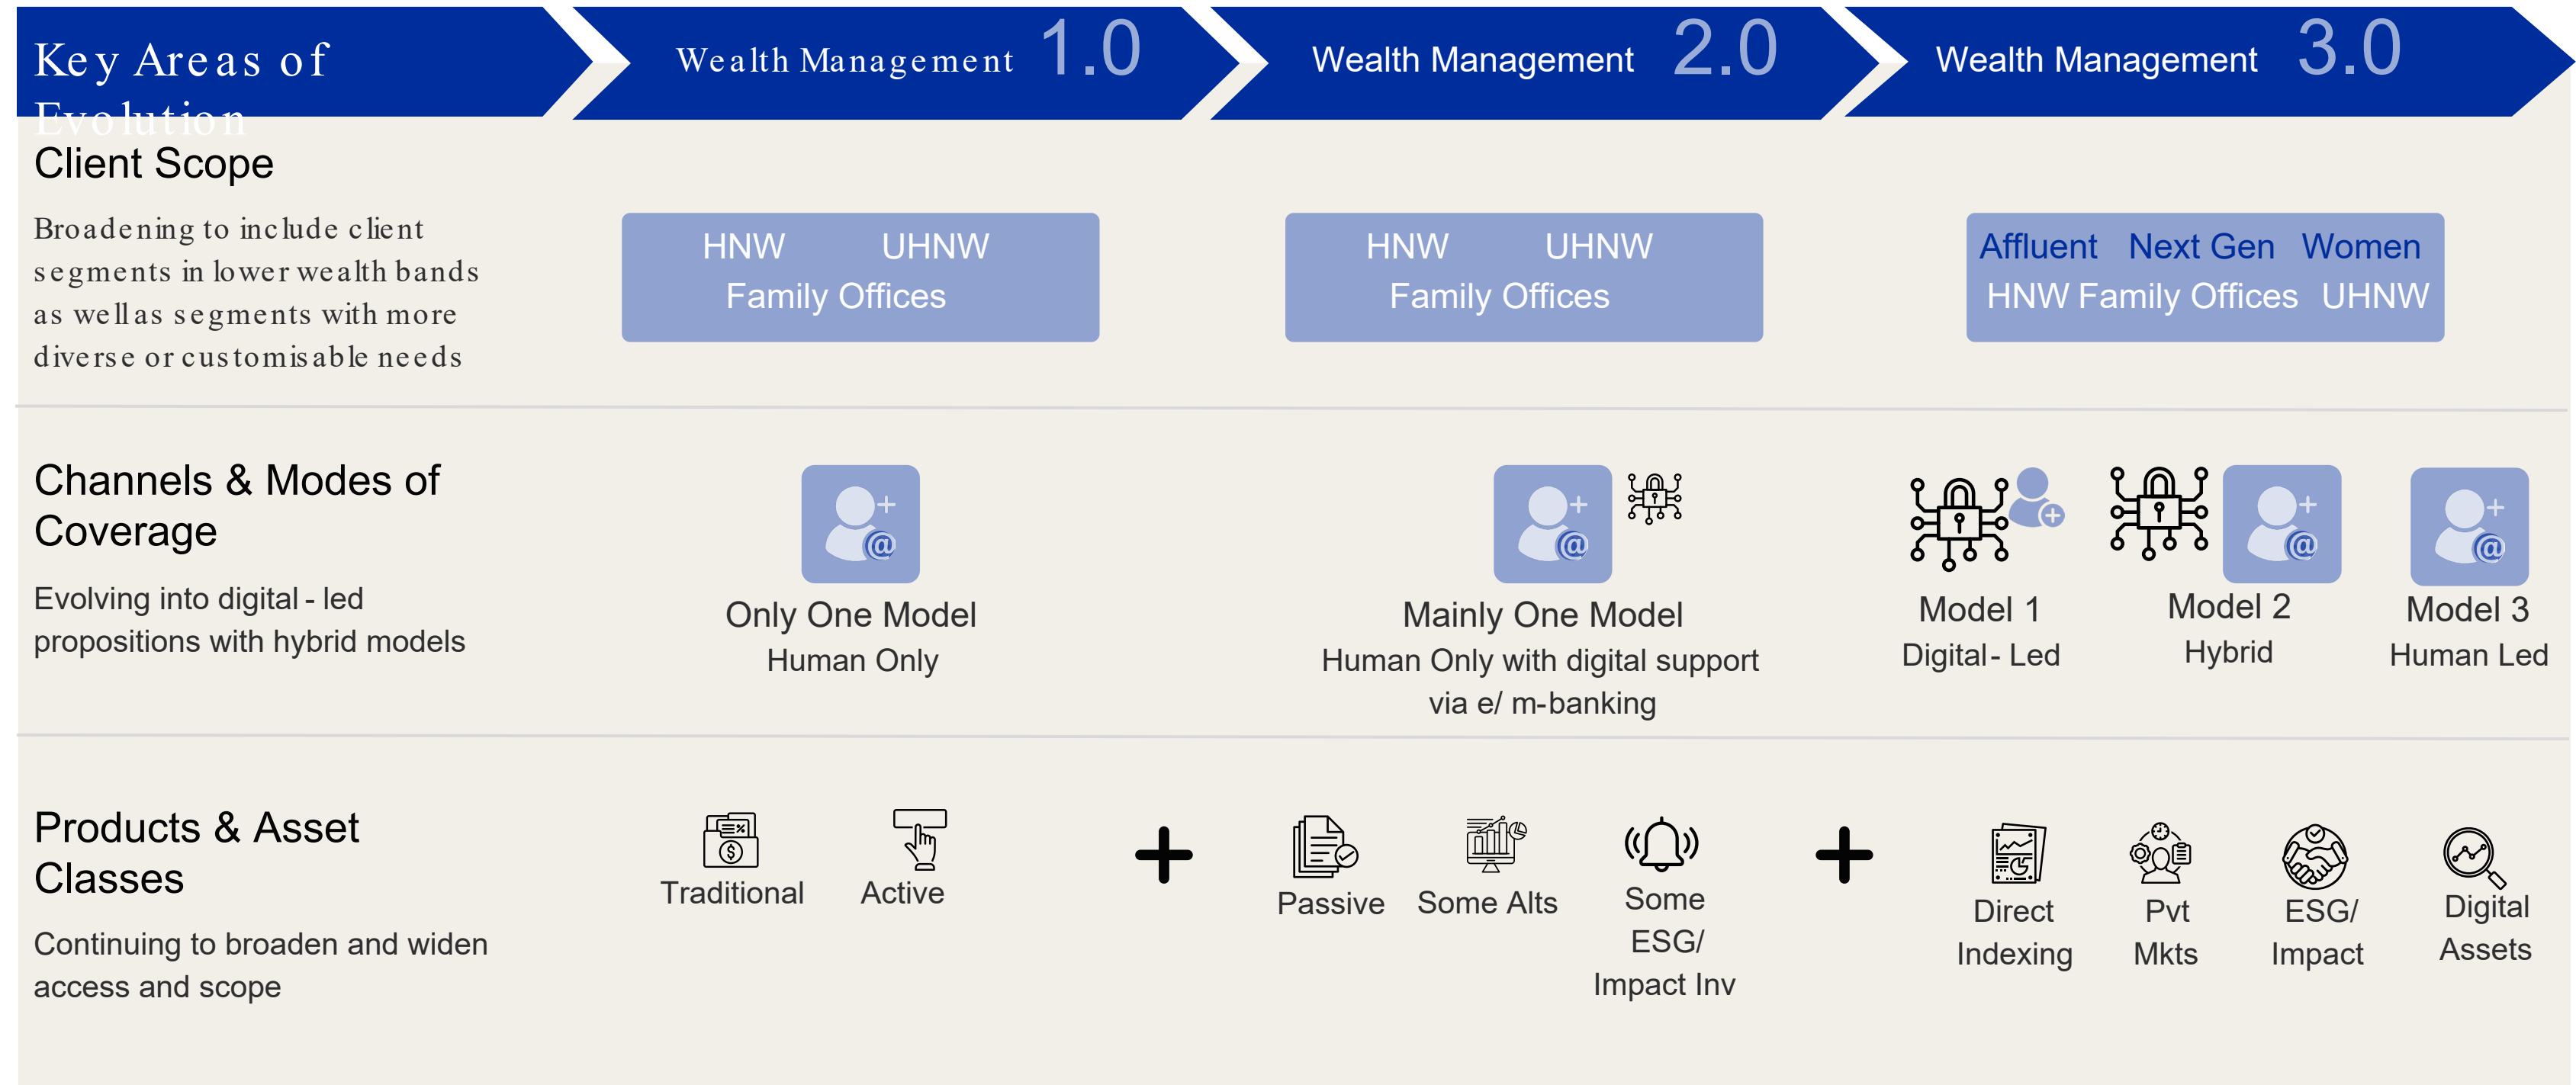 Key Areas of
Evolution
Wealth Management 1.0
Wealth Management 2.0
Wealth Management 3.0
Client Scope
Broadening to include client
segments in lower wealth bands
as well as segments with more
diverse or customisable needs
HNW UHNW
Family Offices
HNW UHNW
Family Offices
Affluent Next Gen Women
HNW Family Offices UHNW
Channels & Modes of
Coverage
Evolving into digital - led
propositions with hybrid models
@
Only One Model
Human Only
@
Mainly One Model
Human Only with digital support
via e/ m-banking
Model 1
Digital- Led
@
Model 2
Hybrid
@
Model 3
Human Led
Products & Asset
Classes
Continuing to broaden and widen
access and scope
Traditional
Active
+
Passive
Some Alts
Some
ESG/
Impact Inv
+
Direct
Indexing
Pvt
Mkts
ESG/
Impact
Digital
Assets